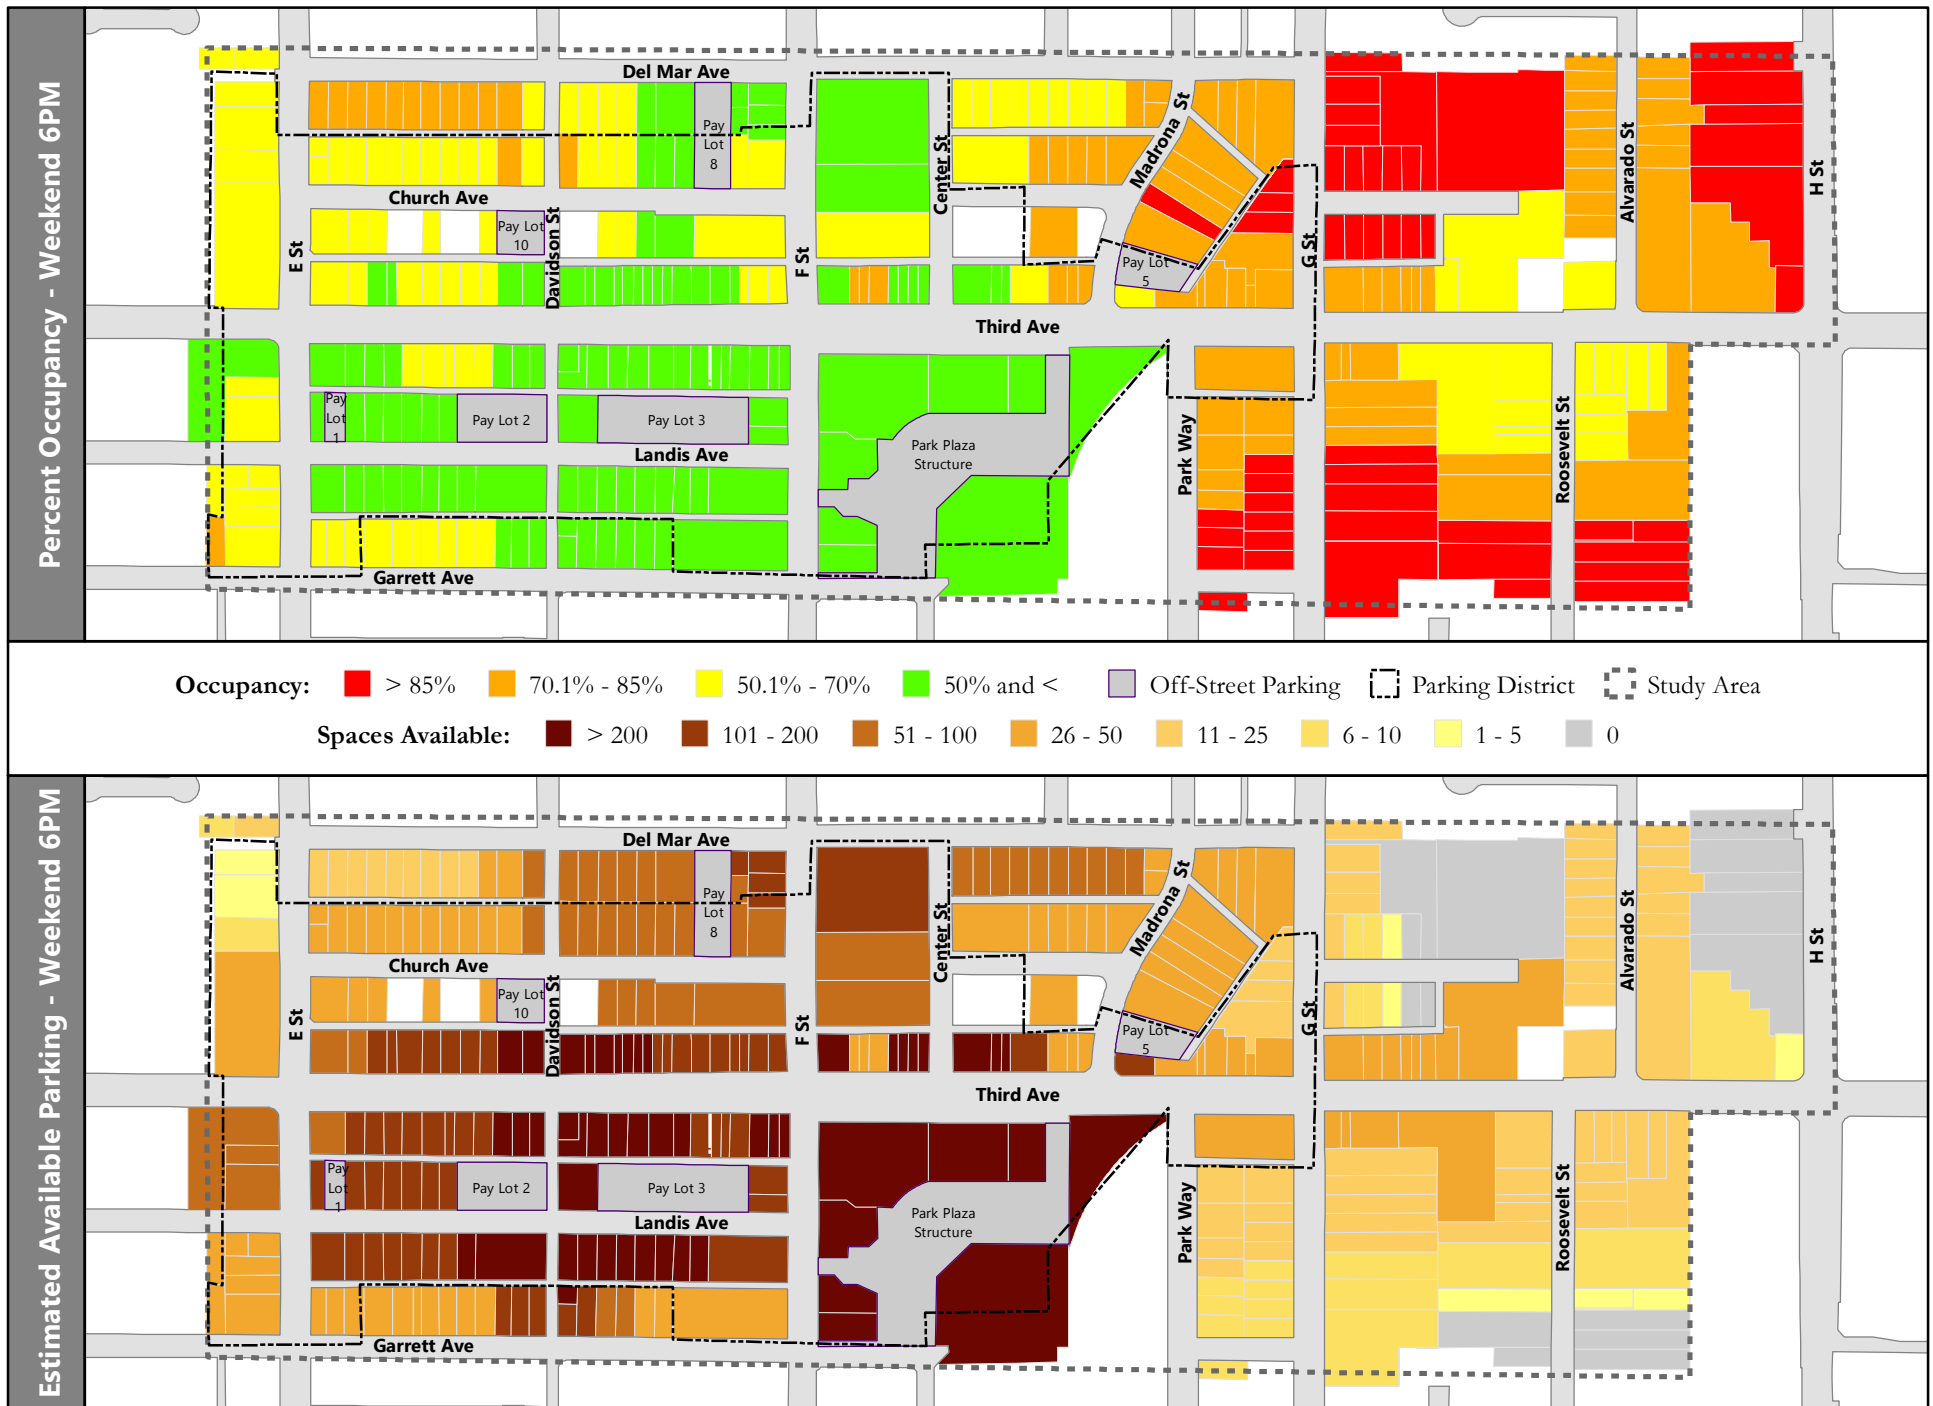 Percent Occupancy - Weekend 6PM
Del Mar Ave
Pay
Lot
8
Madrona St
Center St
Alvarado St
H St
Church Ave
Pay Lot
10
Davidson St
E St
F St
G St
Pay Lot
5
Third Ave
Pay
Lot
1
Pay Lot 2
Pay Lot 3
Landis Ave
Park Plaza
Structure
Park Way
Roosevelt St
Garrett Ave
Occupancy: > 85% 70.1% - 85% 50.1% - 70% 50% and < Off-Street Parking Parking District Study Area
Spaces Available: > 200 101 - 200 51 - 100 26 - 50 11 - 25 6 - 10 1 - 5 0
Estimated Available Parking - Weekend 6PM
Del Mar Ave
Pay
Lot
8
Madrona St
Center St
Alvarado St
H St
Church Ave
Pay Lot
10
Davidson St
E St
F St
G St
Pay Lot
5
Third Ave
Pay
Lot
1
Pay Lot 2
Pay Lot 3
Landis Ave
Park Plaza
Structure
Park Way
Roosevelt St
Garrett Ave